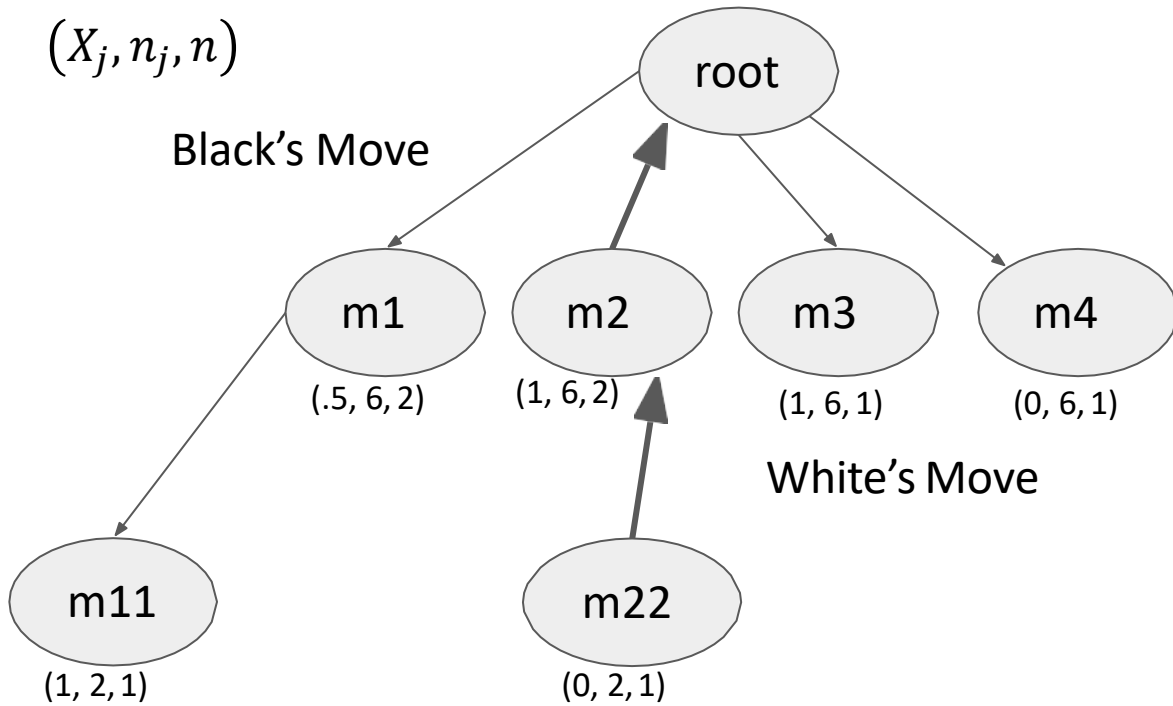 (X_j, n_j, n)
root
Black's Move
m1
m2
m3
m4
(.5, 6, 2)
(1, 6, 2)
(1, 6, 1)
(0, 6, 1)
White's Move
m11
m22
(1, 2, 1)
(0, 2, 1)